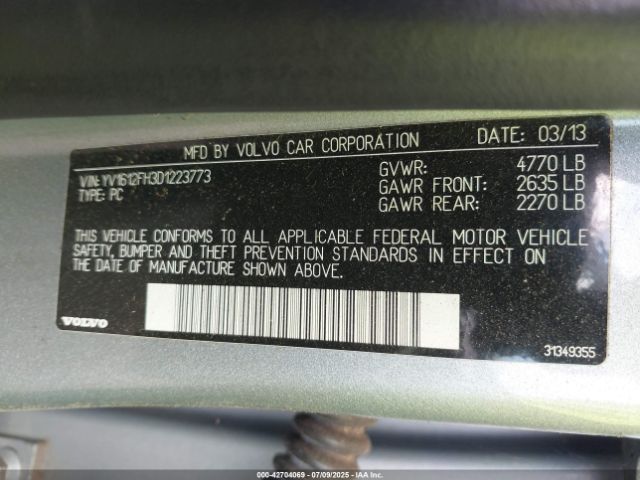 MFD BY VOLVO CAR CORPORATION DATE: 03/13
VIN: YV1612FH3D1223773 GVWR: 4770 LB
TYPE: PC GAWR FRONT: 2635 LB
GAWR REAR: 2270 LB
THIS VEHICLE CONFORMS TO ALL APPLICABLE FEDERAL MOTOR VEHICLE
SAFETY, BUMPER AND THEFT PREVENTION STANDARDS IN EFFECT ON
THE DATE OF MANUFACTURE SHOWN ABOVE.
VOLVO 31349355
000-42704069 | 07/09/2025 - IAA Inc.